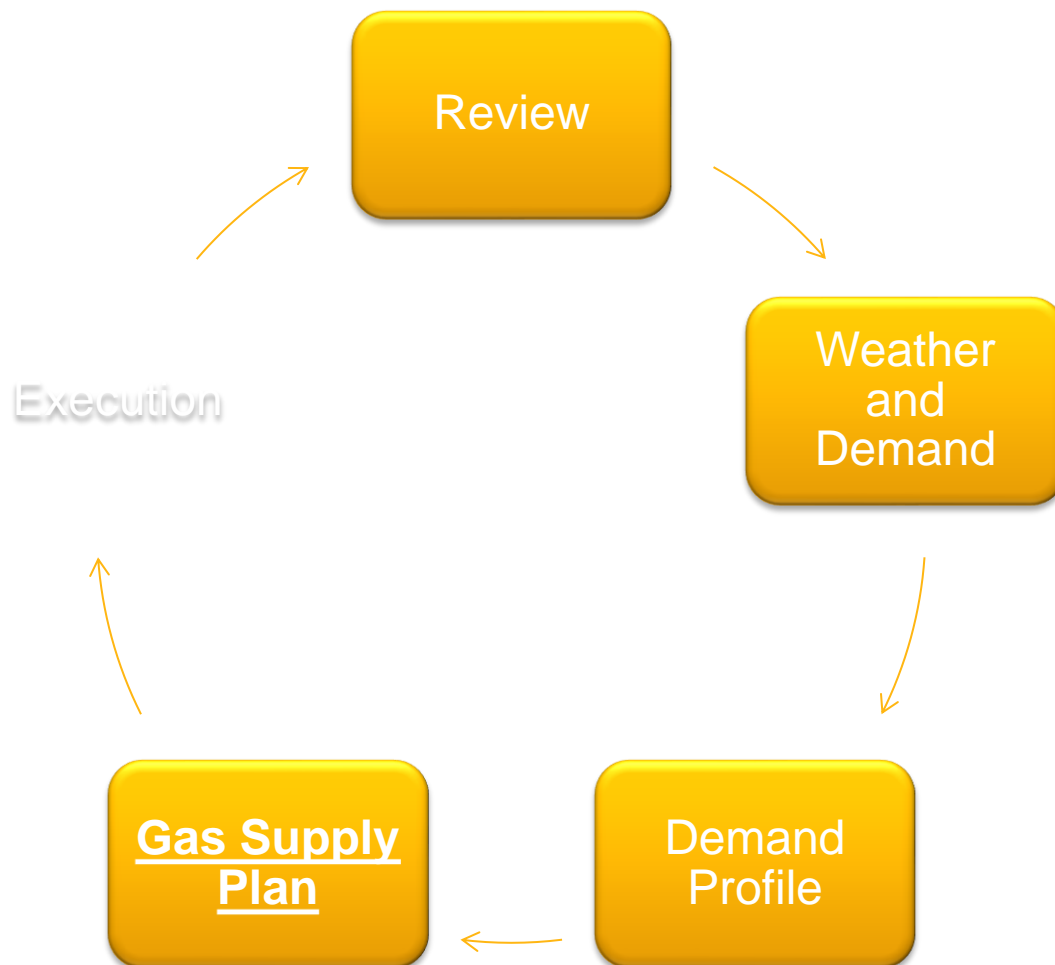 Review
Weather
and
Demand
Execution
Gas Supply
Plan
Demand
Profile